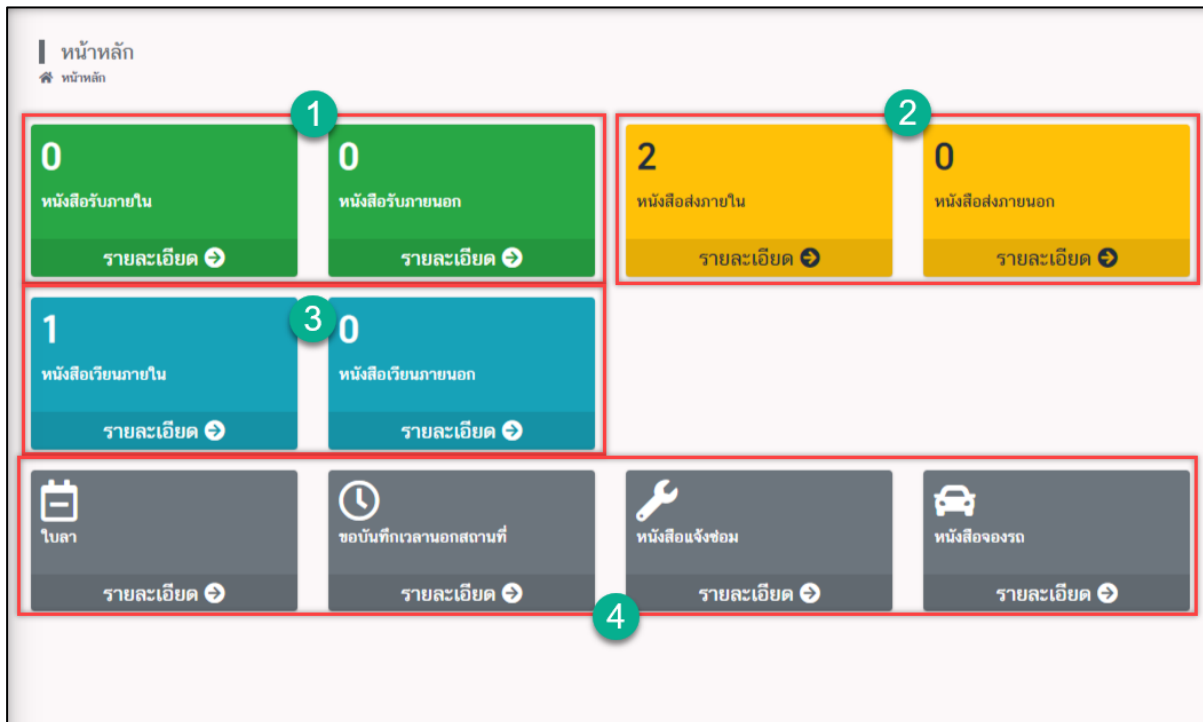 หน้าหลัก
หน้าหลัก
1
2
0
0
2
0
หนังสือรับภายใน
หนังสือรับภายนอก
หนังสือส่งภายใน
หนังสือส่งภายนอก
รายละเอียด
รายละเอียด
รายละเอียด
รายละเอียด
3
1
0
หนังสือเวียนภายใน
หนังสือเวียนภายนอก
รายละเอียด
รายละเอียด
ใบลา
ขอบันทึกเวลานอกสถานที่
หนังสือแจ้งซ่อม
หนังสือจองรถ
รายละเอียด
รายละเอียด
รายละเอียด
รายละเอียด
4